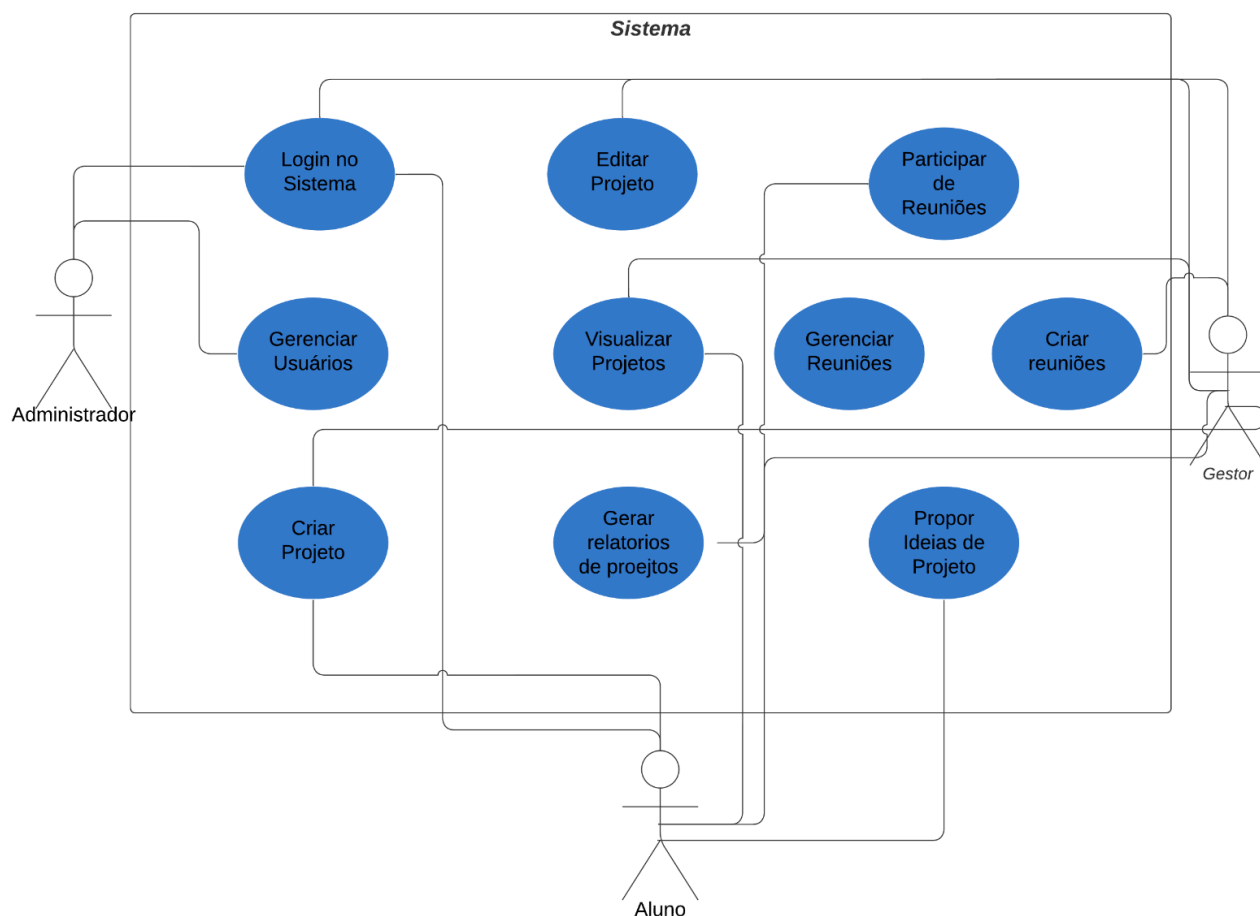 Sistema
Login no
Sistema
Editar
Projeto
Participar
de
Reuniões
Gerenciar
Usuários
Visualizar
Projetos
Gerenciar
Reuniões
Criar
reuniões
Administrador
Gestor
Criar
Projeto
Gerar
relatorios
de proejtos
Propor
Ideias de
Projeto
Aluno